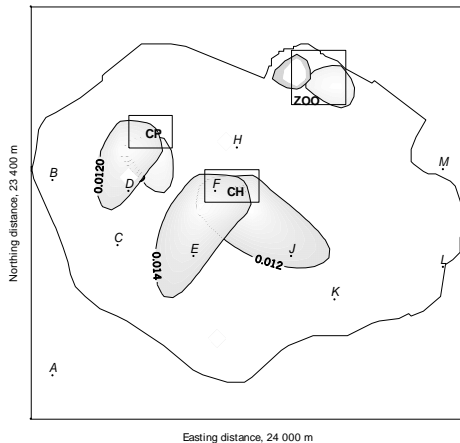 ZOO
CP
H
0.0120
M
B
D
F
CH
C
E
J
0.014
0.012
L
K
A
Northing distance, 23 400 m
Easting distance, 24 000 m